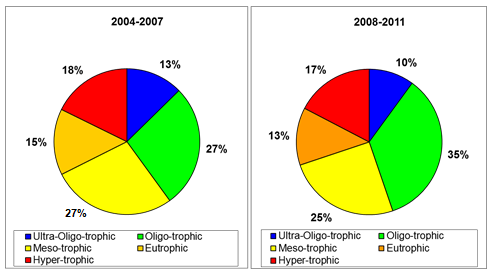 2004-2007
18%
13%
15%
27%
27%
Ultra-Oligo-trophic
Oligo-trophic
Meso-trophic
Eutrophic
Hyper-trophic
2008-2011
17%
10%
13%
35%
25%
Ultra-Oligo-trophic
Oligo-trophic
Meso-trophic
Eutrophic
Hyper-trophic